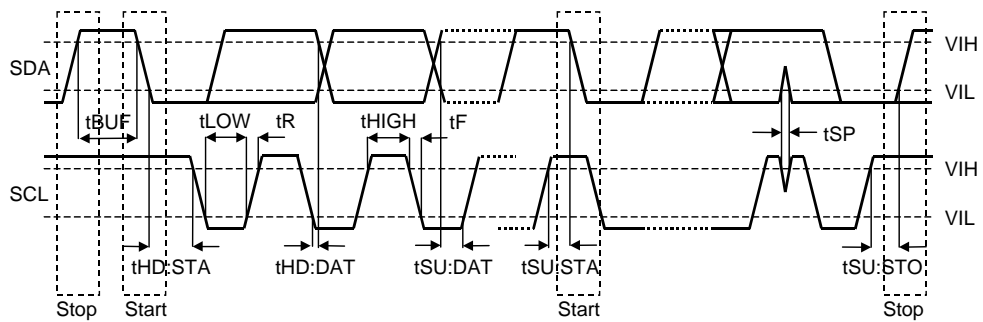 SDA
VIH
VIL
tBUF
tLOW
tR
tHIGH
tF
tSP
SCL
VIH
VIL
tHD:STA
tHD:DAT
tSU:DAT
tSU:STA
tSU:STO
Stop
Start
Start
Stop